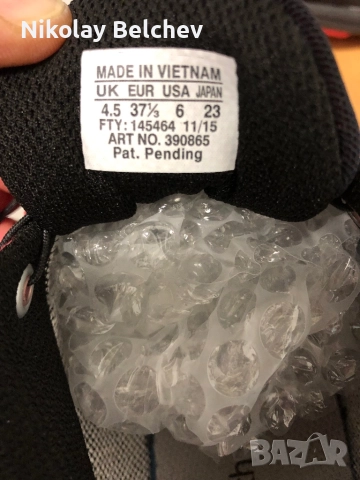 Nikolay Belchev
MADE IN VIETNAM
UK EUR USA JAPAN
4.5 37⅓ 6 23
FTY: 145464 11/15
ART NO. 390865
Pat. Pending
BAZAR
bg